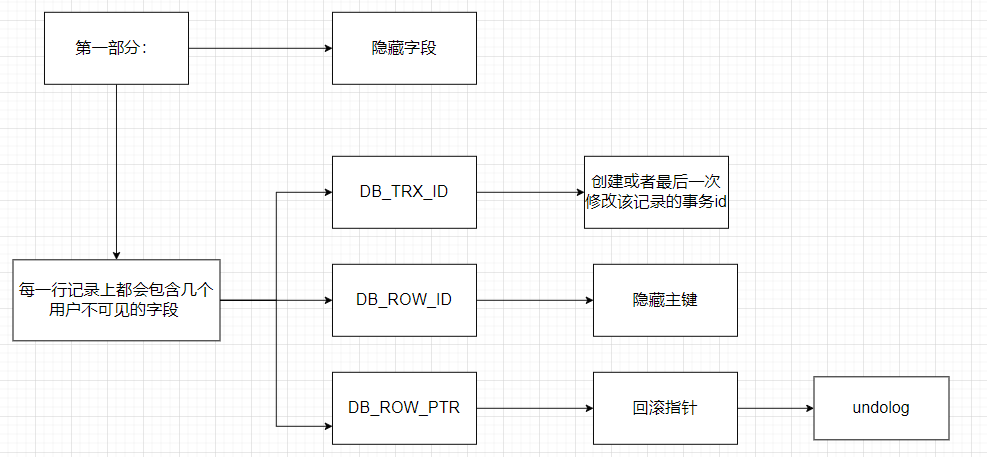 第一部分：
隐藏字段
DB_TRX_ID
创建或者最后一次
修改该记录的事务id
每一行记录上都会包含几个
用户不可见的字段
DB_ROW_ID
隐藏主键
DB_ROW_PTR
回滚指针
undolog